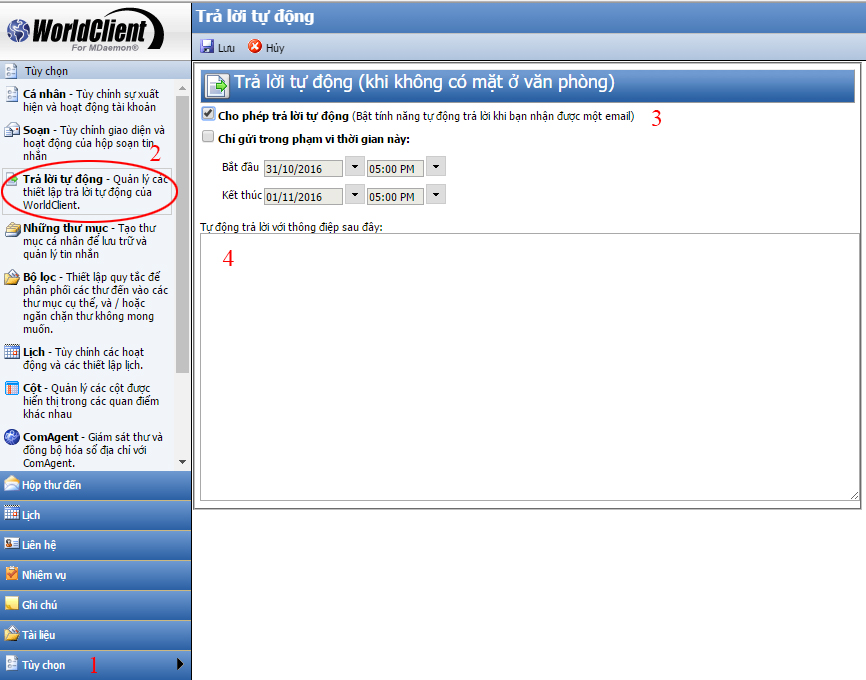 WorldClient
For MDaemon®
Tùy chọn
Cá nhân - Tùy chỉnh sự xuất
hiện và hoạt động tài khoản
Soạn - Tùy chỉnh giao diện và
hoạt động của hộp soạn tin
nhắn
2
Trả lời tự động - Quản lý các
thiết lập trả lời tự động của
WorldClient.
Những thư mục - Tạo thư
mục cá nhân để lưu trữ và
quản lý tin nhắn
Bộ lọc - Thiết lập quy tắc để
phân phối các thư đến vào các
thư mục cụ thể, và / hoặc
ngăn chặn thư không mong
muốn.
Lịch - Tùy chỉnh các hoạt
động và các thiết lập lịch.
Cột - Quản lý các cột được
hiển thị trong các quan điểm
khác nhau
ComAgent - Giám sát thư và
đồng bộ hóa sổ địa chỉ với
ComAgent.
Hộp thư đến
Lịch
Liên hệ
Nhiệm vụ
Ghi chú
Tài liệu
Tùy chọn 1
Trả lời tự động
Lưu Hủy
Trả lời tự động (khi không có mặt ở văn phòng)
Cho phép trả lời tự động (Bật tính năng tự động trả lời khi bạn nhận được một email) 3
Chỉ gửi trong phạm vi thời gian này:
Bắt đầu 31/10/2016 05:00 PM
Kết thúc 01/11/2016 05:00 PM
Tự động trả lời với thông điệp sau đây:
4